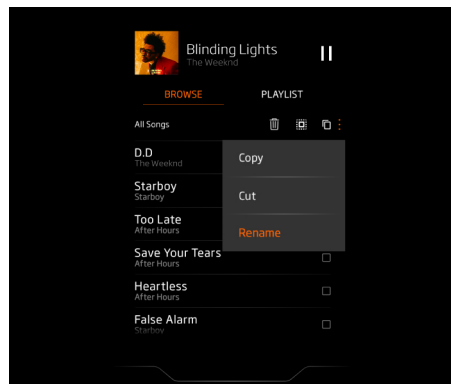 Blinding Lights
The Weeknd
BROWSE PLAYLIST
All Songs
D.D
The Weeknd
Copy
Starboy
Starboy
Cut
Too Late
After Hours
Rename
Save Your Tears
After Hours
Heartless
After Hours
False Alarm
Starboy